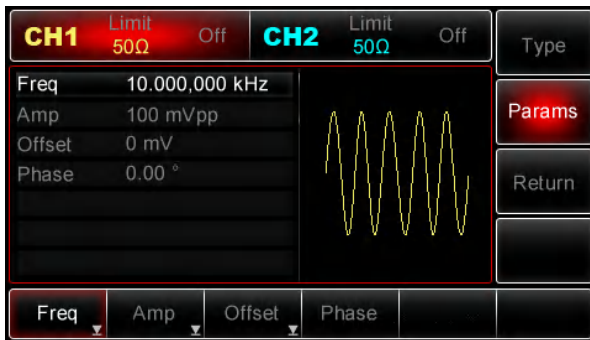 CH1 Limit 50Ω Off CH2 Limit 50Ω Off Type
Freq 10.000,000 kHz
Amp 100 mVpp
Offset 0 mV
Phase 0.00 °
Params
Return
Freq Amp Offset Phase